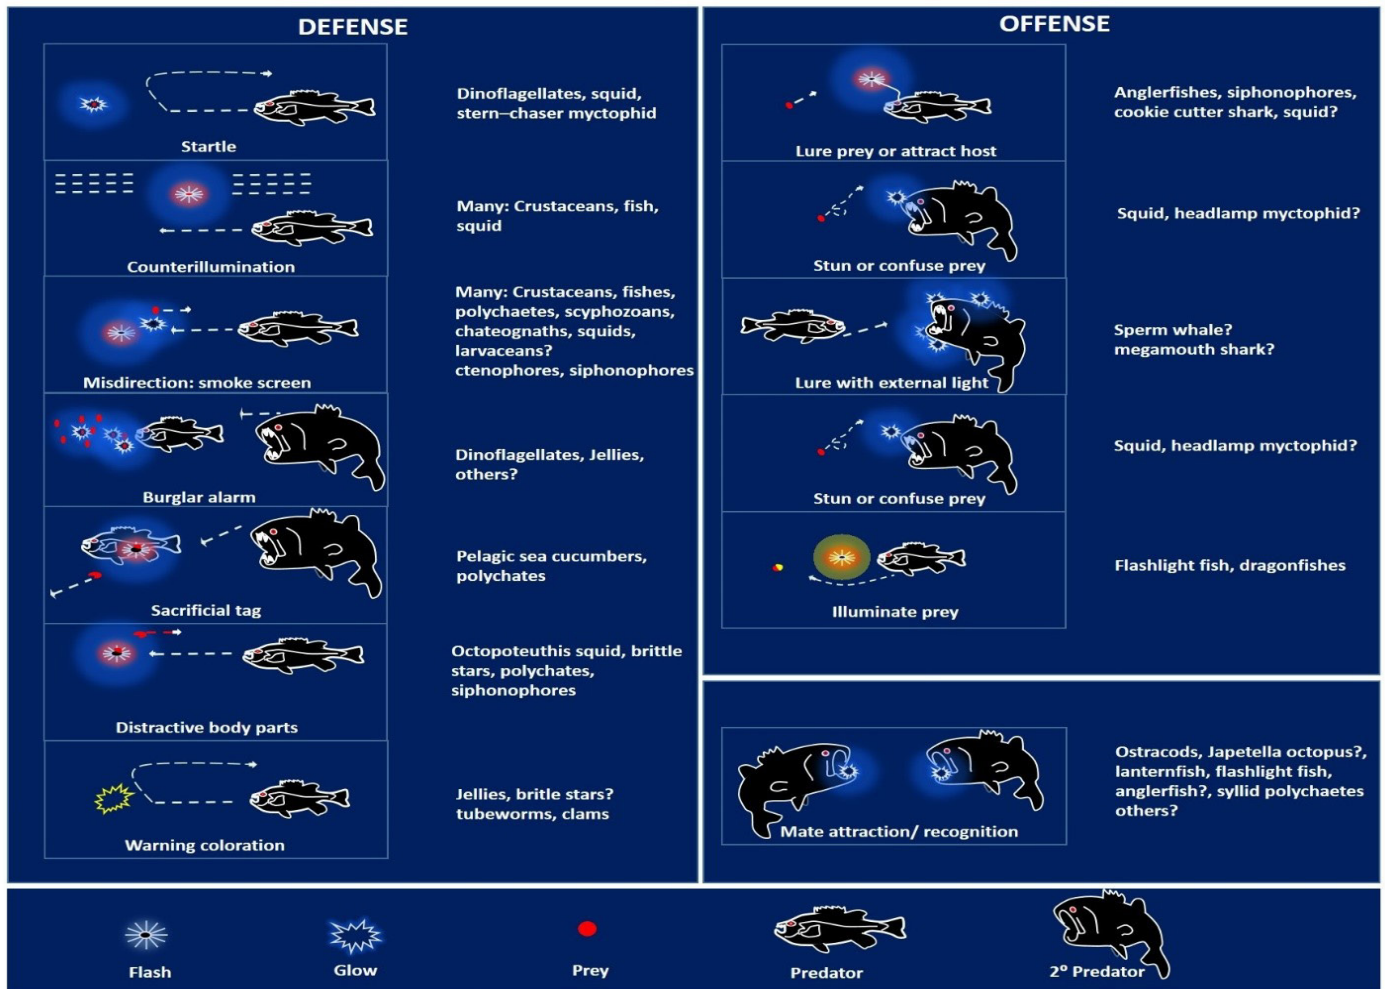 DEFENSE
Startle
Dinoflagellates, squid,
stern–chaser myctophid
Counterillumination
Many: Crustaceans, fish,
squid
Misdirection: smoke screen
Many: Crustaceans, fishes,
polychaetes, scyphozoans,
chateognaths, squids,
larvaceans?
ctenophores, siphonophores
Burglar alarm
Dinoflagellates, Jellies,
others?
Sacrificial tag
Pelagic sea cucumbers,
polychates
Distractive body parts
Octopoteuthis squid, brittle
stars, polychates,
siphonophores
Warning coloration
Jellies, britle stars?
tubeworms, clams
OFFENSE
Lure prey or attract host
Anglerfishes, siphonophores,
cookie cutter shark, squid?
Stun or confuse prey
Squid, headlamp myctophid?
Lure with external light
Sperm whale?
megamouth shark?
Stun or confuse prey
Squid, headlamp myctophid?
Illuminate prey
Flashlight fish, dragonfishes
Mate attraction/ recognition
Ostracods, Japetella octopus?,
lanternfish, flashlight fish,
anglerfish?, syllid polychaetes
others?
Flash
Glow
Prey
Predator
2° Predator